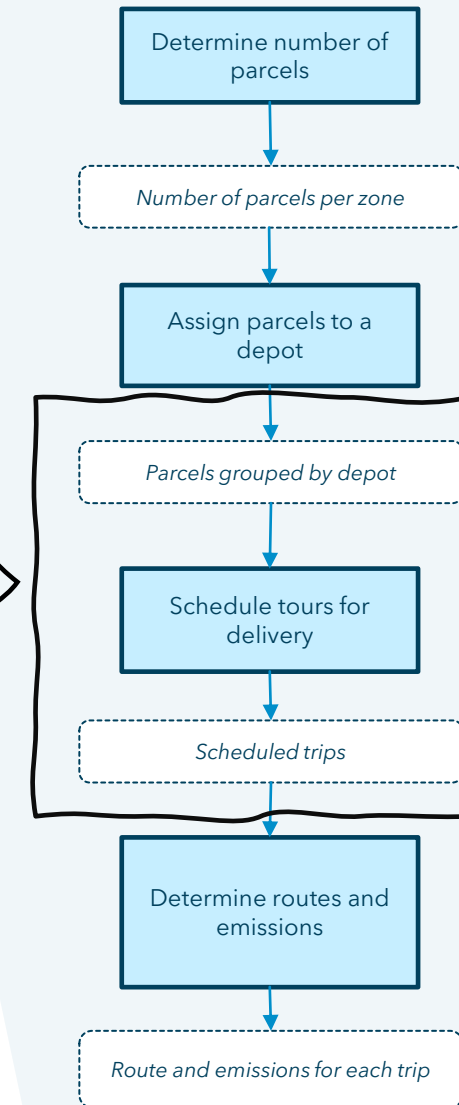 Determine number of
parcels
Number of parcels per zone
Assign parcels to a
depot
Parcels grouped by depot
Schedule tours for
delivery
Scheduled trips
Determine routes and
emissions
Route and emissions for each trip